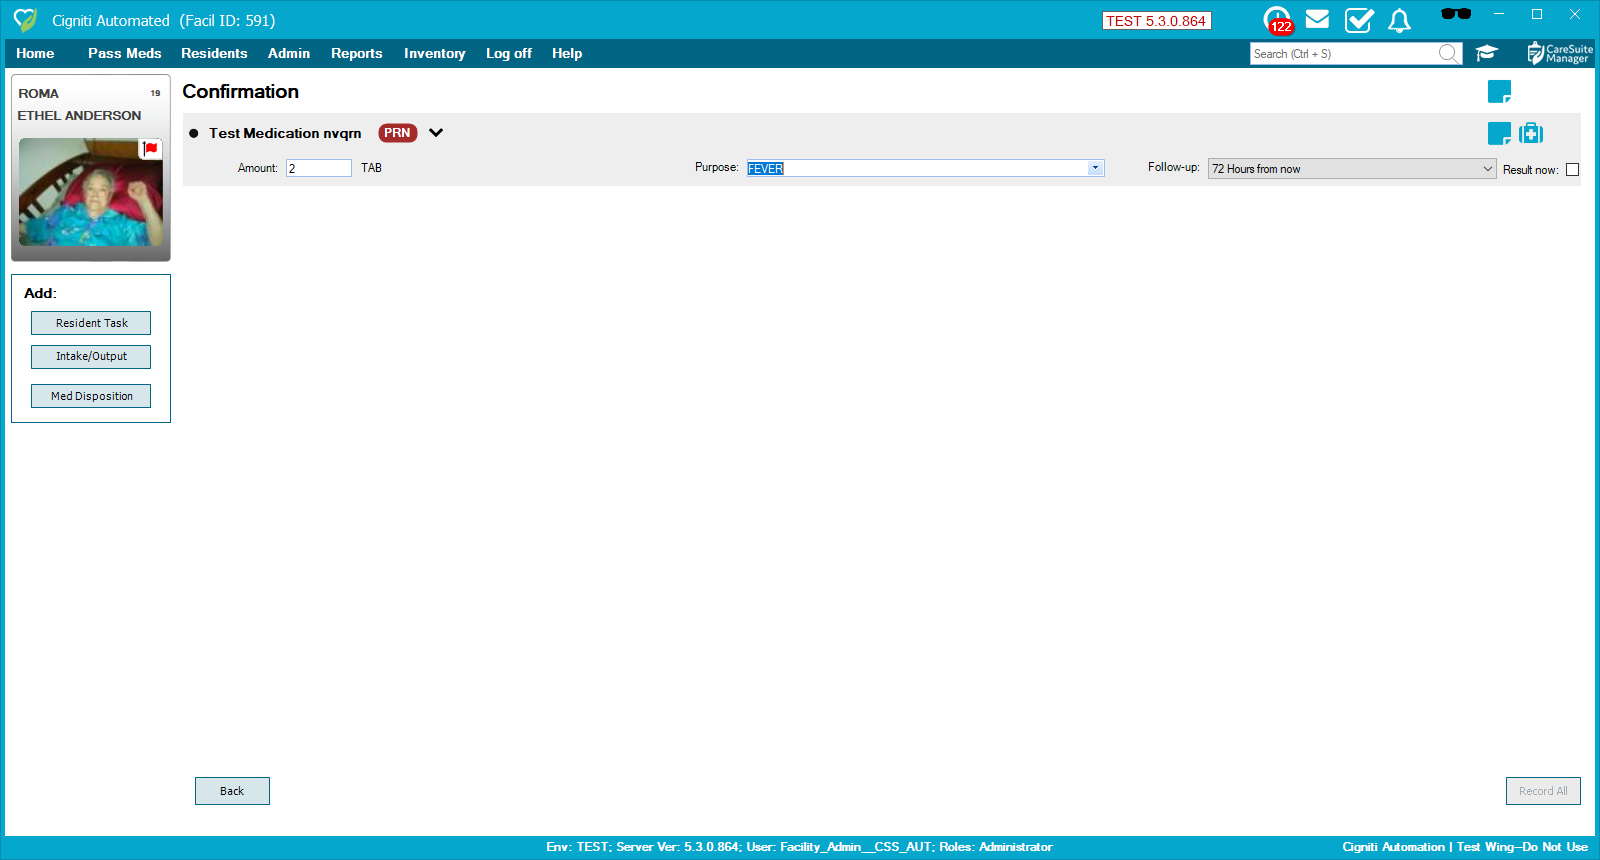 Cigniti Automated (Facil ID: 591)
TEST 5.3.0.864
122
Home Pass Meds Residents Admin Reports Inventory Log off Help
Search (Ctrl + S)
CareSuite
Manager
ROMA 19
ETHEL ANDERSON
Confirmation
Test Medication nvqrn PRN
Amount: 2 TAB Purpose: FEVER Follow-up: 72 Hours from now Result now:
Add:
Resident Task
Intake/Output
Med Disposition
Back
Record All
Env: TEST; Server Ver: 5.3.0.864; User: Facility_Admin__CSS_AUT; Roles: Administrator
Cigniti Automation | Test Wing--Do Not Use